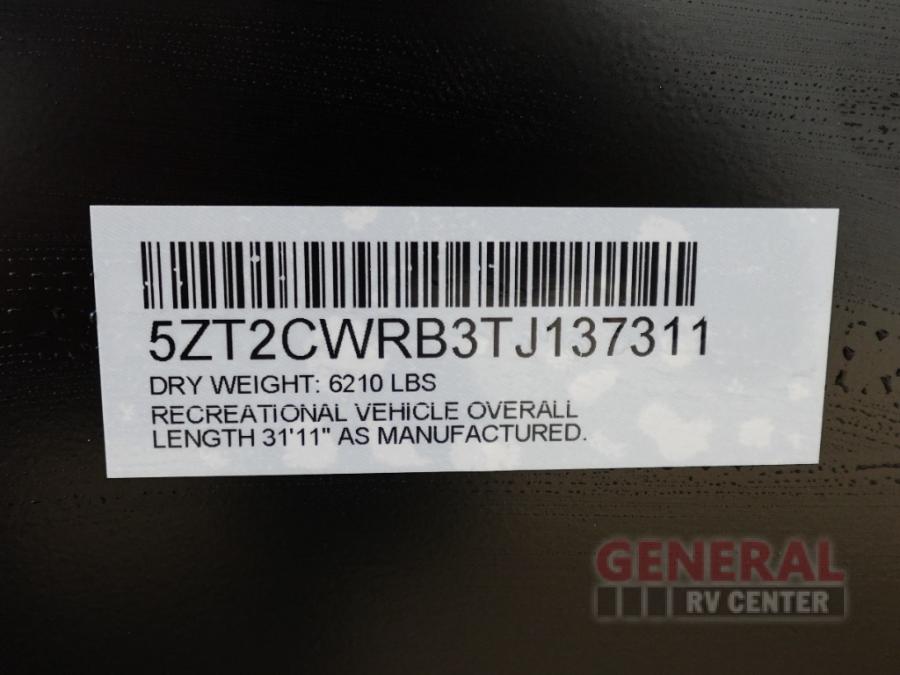 5ZT2CWRB3TJ137311
DRY WEIGHT: 6210 LBS
RECREATIONAL VEHICLE OVERALL
LENGTH 31'11" AS MANUFACTURED.
GENERAL
RV CENTER